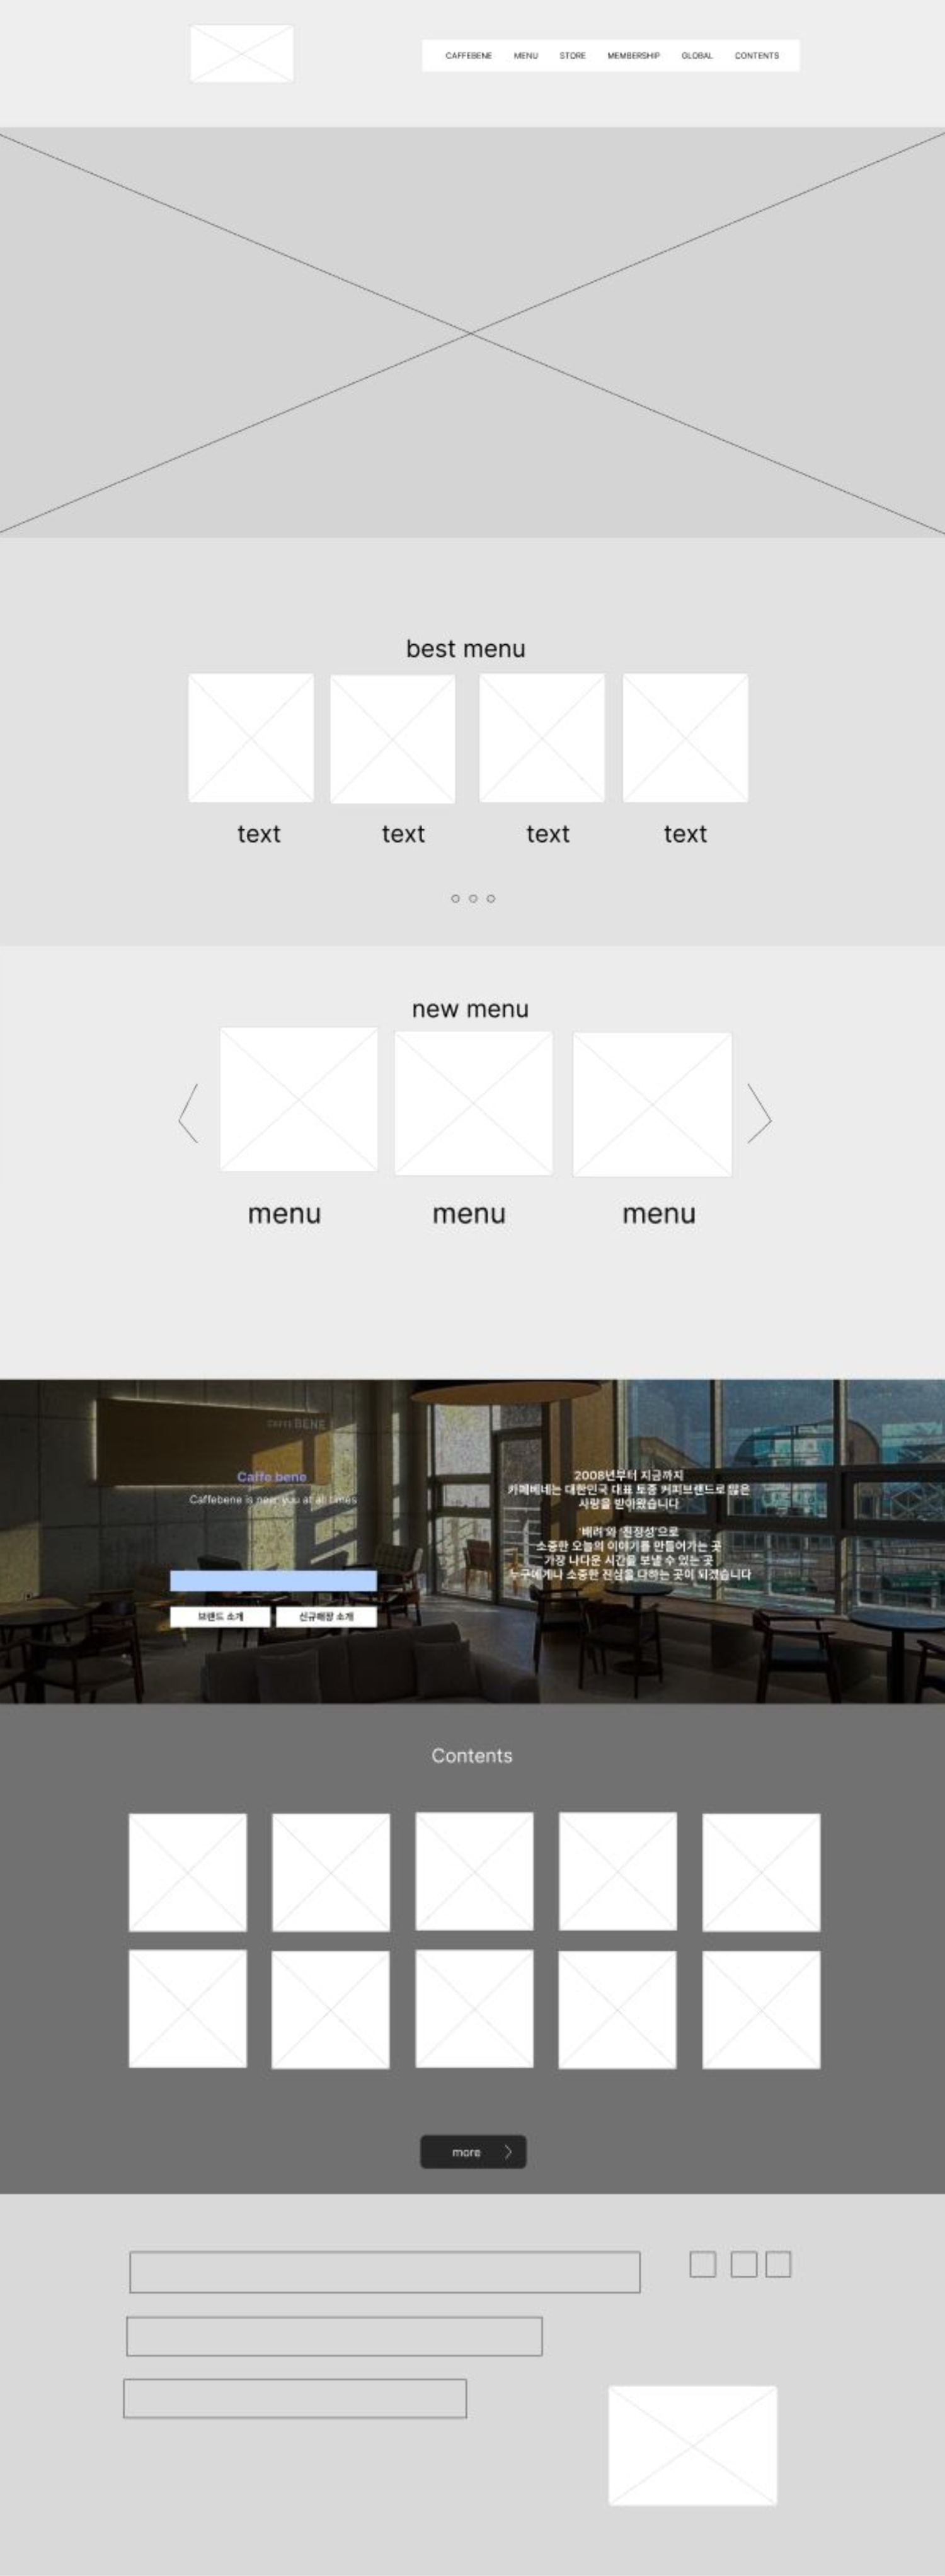 CAFFEBENE MENU STORE MEMBERSHIP GLOBAL CONTENTS
best menu
text text text text
new menu
menu menu menu
CAFFE BENE
Caffe bene
Caffebene is near you at all times
브랜드 소개 신규매장 소개
2008년부터 지금까지
카페베네는 대한민국 대표 토종 커피브랜드로 많은
사랑을 받아왔습니다
'배려'와 '진정성'으로
소중한 오늘의 이야기를 만들어가는 곳
가장 나다운 시간을 보낼 수 있는 곳
누구에게나 소중한 진심을 다하는 곳이 되겠습니다
Contents
more